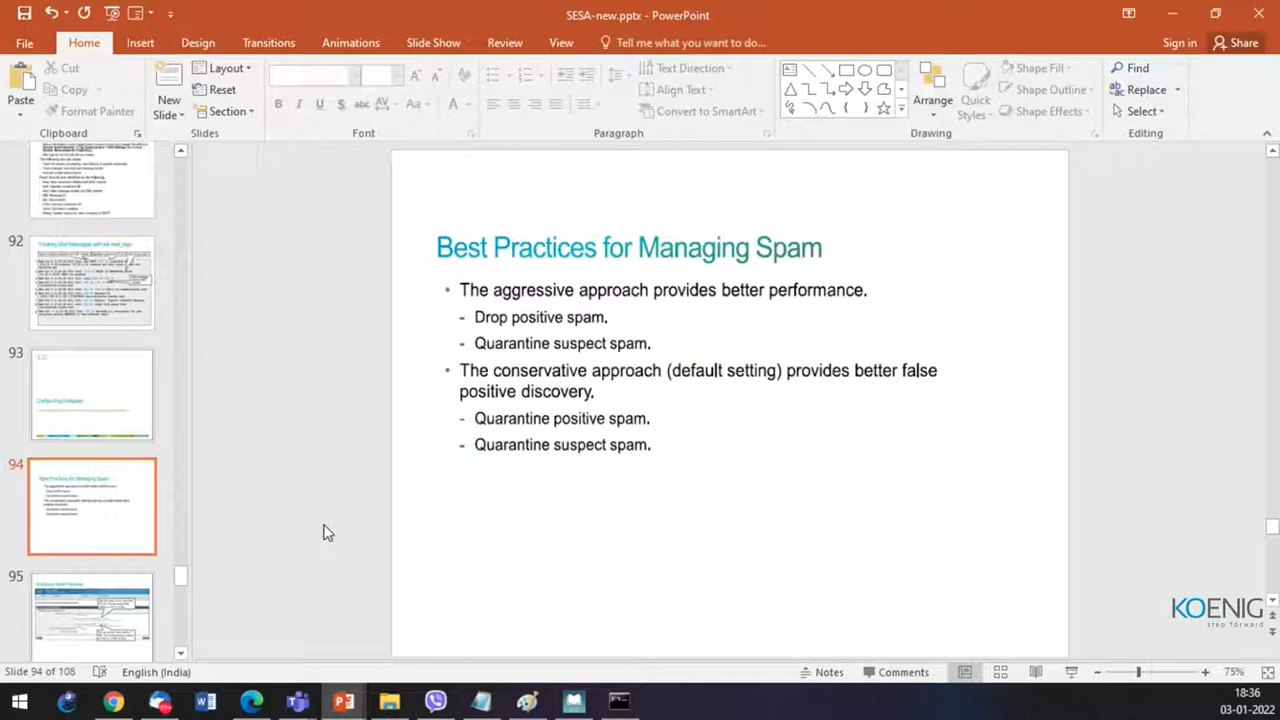 SESA-new.pptx - PowerPoint
File Home Insert Design Transitions Animations Slide Show Review View Tell me what you want to do... Sign in Share
Paste Cut Copy Format Painter Clipboard
New Slide Layout Reset Section Slides
B I U S abc AV Aa A Font
Text Direction Align Text Convert to SmartArt Paragraph
Arrange Quick Styles Shape Fill Shape Outline Shape Effects Drawing
Find Replace Select Editing
92
93
94
95
Best Practices for Managing Spam
• The aggressive approach provides better performance.
- Drop positive spam.
- Quarantine suspect spam.
• The conservative approach (default setting) provides better false
positive discovery.
- Quarantine positive spam.
- Quarantine suspect spam.
KOENIG
step forward
Slide 94 of 108 English (India) Notes Comments 75%
18:36
03-01-2022